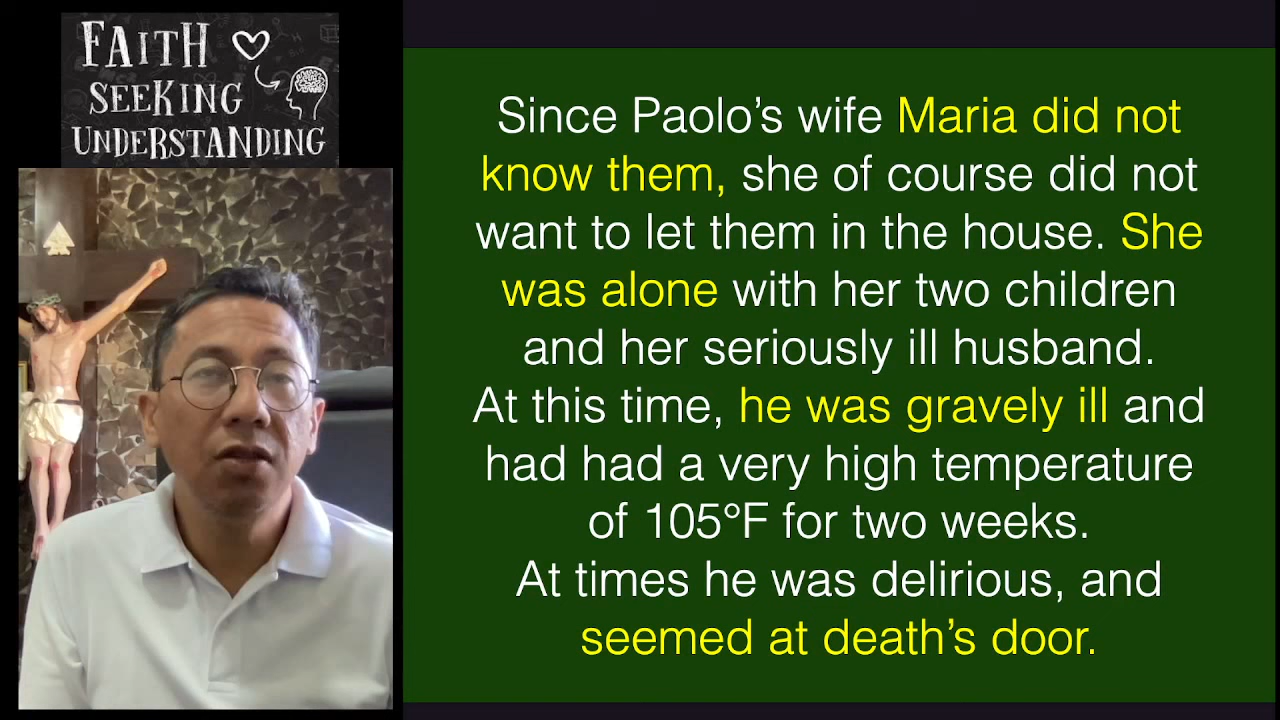 FAITH
SEEKING
UNDERSTANDING
Since Paolo’s wife Maria did not
know them, she of course did not
want to let them in the house. She
was alone with her two children
and her seriously ill husband.
At this time, he was gravely ill and
had had a very high temperature
of 105°F for two weeks.
At times he was delirious, and
seemed at death’s door.